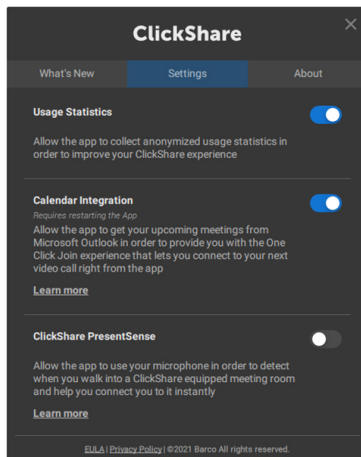 ClickShare
What's New
Settings
About
Usage Statistics
Allow the app to collect anonymized usage statistics in
order to improve your ClickShare experience
Calendar Integration
Requires restarting the App
Allow the app to get your upcoming meetings from
Microsoft Outlook in order to provide you with the One
Click Join experience that lets you connect to your next
video call right from the app
Learn more
ClickShare PresentSense
Allow the app to use your microphone in order to detect
when you walk into a ClickShare equipped meeting room
and help you connect you to it instantly
Learn more
EULA | Privacy Policy | ©2021 Barco All rights reserved.